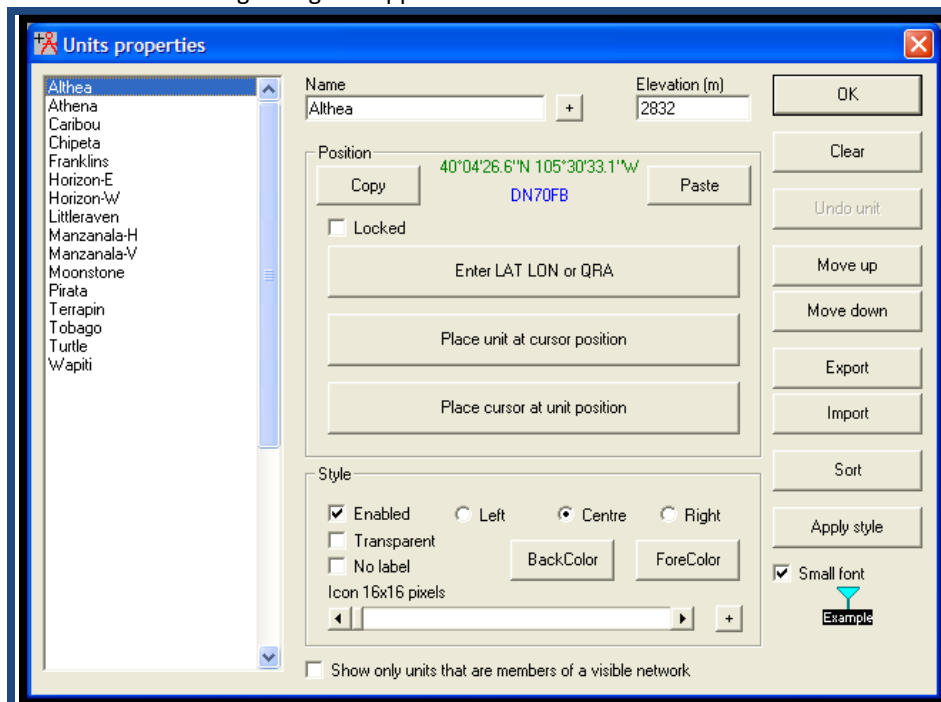 Units properties
Althea
Athena
Caribou
Chipeta
Franklins
Horizon-E
Horizon-W
Littleraven
Manzanala-H
Manzanala-V
Moonstone
Pirata
Terrapin
Tobago
Turtle
Wapiti
Name
Althea
+
Elevation (m)
2832
Position
40°04'26.6"N 105°30'33.1"W
DN70FB
Copy
Paste
Locked
Enter LAT LON or QRA
Place unit at cursor position
Place cursor at unit position
Style
Enabled
Left
Centre
Right
Transparent
No label
BackColor
ForeColor
Icon 16x16 pixels
+
Show only units that are members of a visible network
OK
Clear
Undo unit
Move up
Move down
Export
Import
Sort
Apply style
Small font
Example